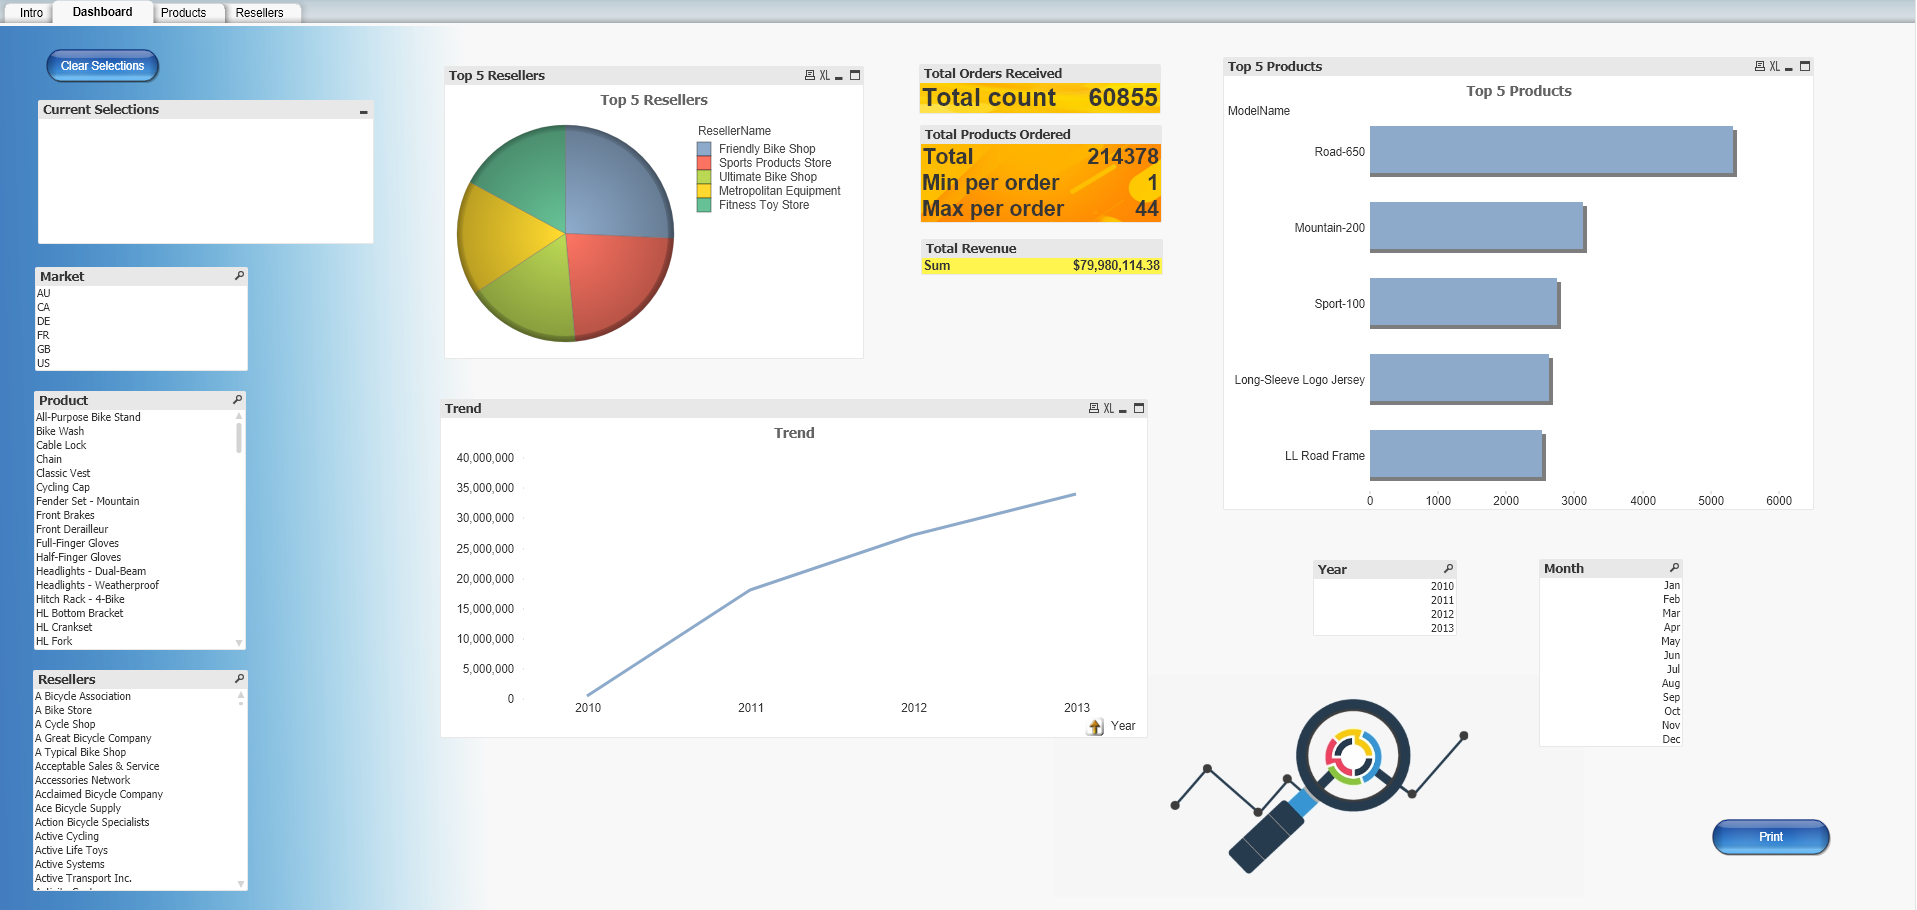 Intro
Dashboard
Products
Resellers
Clear Selections
Current Selections
Market
AU
CA
DE
FR
GB
US
Product
All-Purpose Bike Stand
Bike Wash
Cable Lock
Chain
Classic Vest
Cycling Cap
Fender Set - Mountain
Front Brakes
Front Derailleur
Full-Finger Gloves
Half-Finger Gloves
Headlights - Dual-Beam
Headlights - Weatherproof
Hitch Rack - 4-Bike
HL Bottom Bracket
HL Crankset
HL Fork
Resellers
A Bicycle Association
A Bike Store
A Cycle Shop
A Great Bicycle Company
A Typical Bike Shop
Acceptable Sales & Service
Accessories Network
Acclaimed Bicycle Company
Ace Bicycle Supply
Action Bicycle Specialists
Active Cycling
Active Life Toys
Active Systems
Active Transport Inc.
Top 5 Resellers
XL
Top 5 Resellers
ResellerName
Friendly Bike Shop
Sports Products Store
Ultimate Bike Shop
Metropolitan Equipment
Fitness Toy Store
Total Orders Received
Total count 60855
Total Products Ordered
Total 214378
Min per order 1
Max per order 44
Total Revenue
Sum $79,980,114.38
Top 5 Products
XL
Top 5 Products
ModelName
Road-650
Mountain-200
Sport-100
Long-Sleeve Logo Jersey
LL Road Frame
0 1000 2000 3000 4000 5000 6000
Trend
XL
Trend
40,000,000
35,000,000
30,000,000
25,000,000
20,000,000
15,000,000
10,000,000
5,000,000
0
2010 2011 2012 2013
Year
Year
2010
2011
2012
2013
Month
Jan
Feb
Mar
Apr
May
Jun
Jul
Aug
Sep
Oct
Nov
Dec
Print